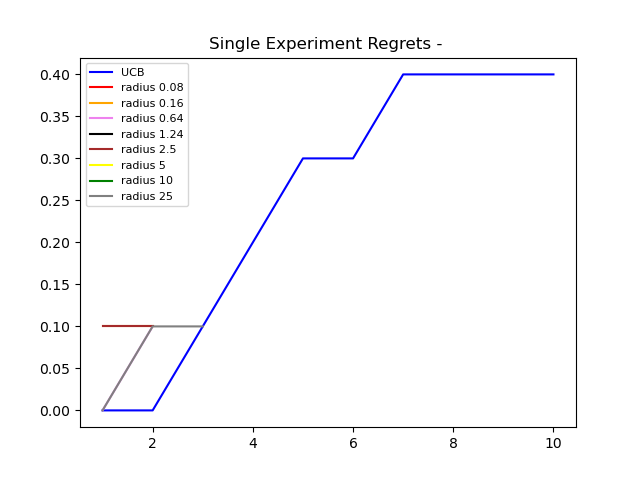 Single Experiment Regrets -
UCB
radius 0.08
radius 0.16
radius 0.64
radius 1.24
radius 2.5
radius 5
radius 10
radius 25
0.40
0.35
0.30
0.25
0.20
0.15
0.10
0.05
0.00
2 4 6 8 10